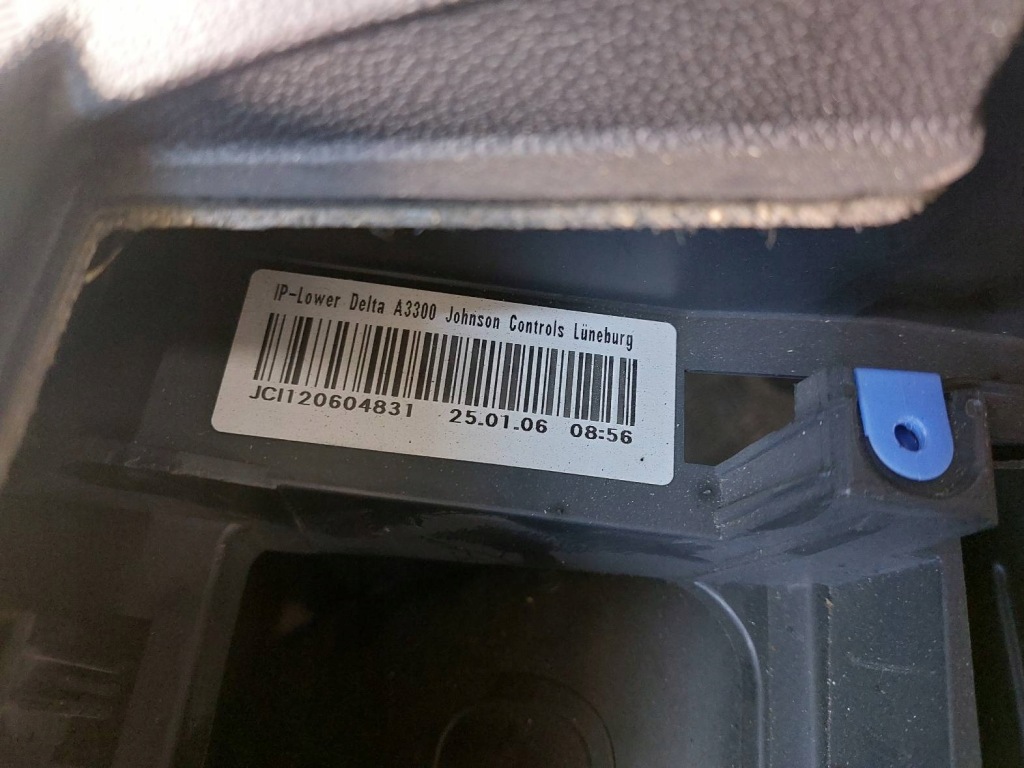 IP-Lower Delta A3300 Johnson Controls Lüneburg
JCI120604831 25.01.06 08:56